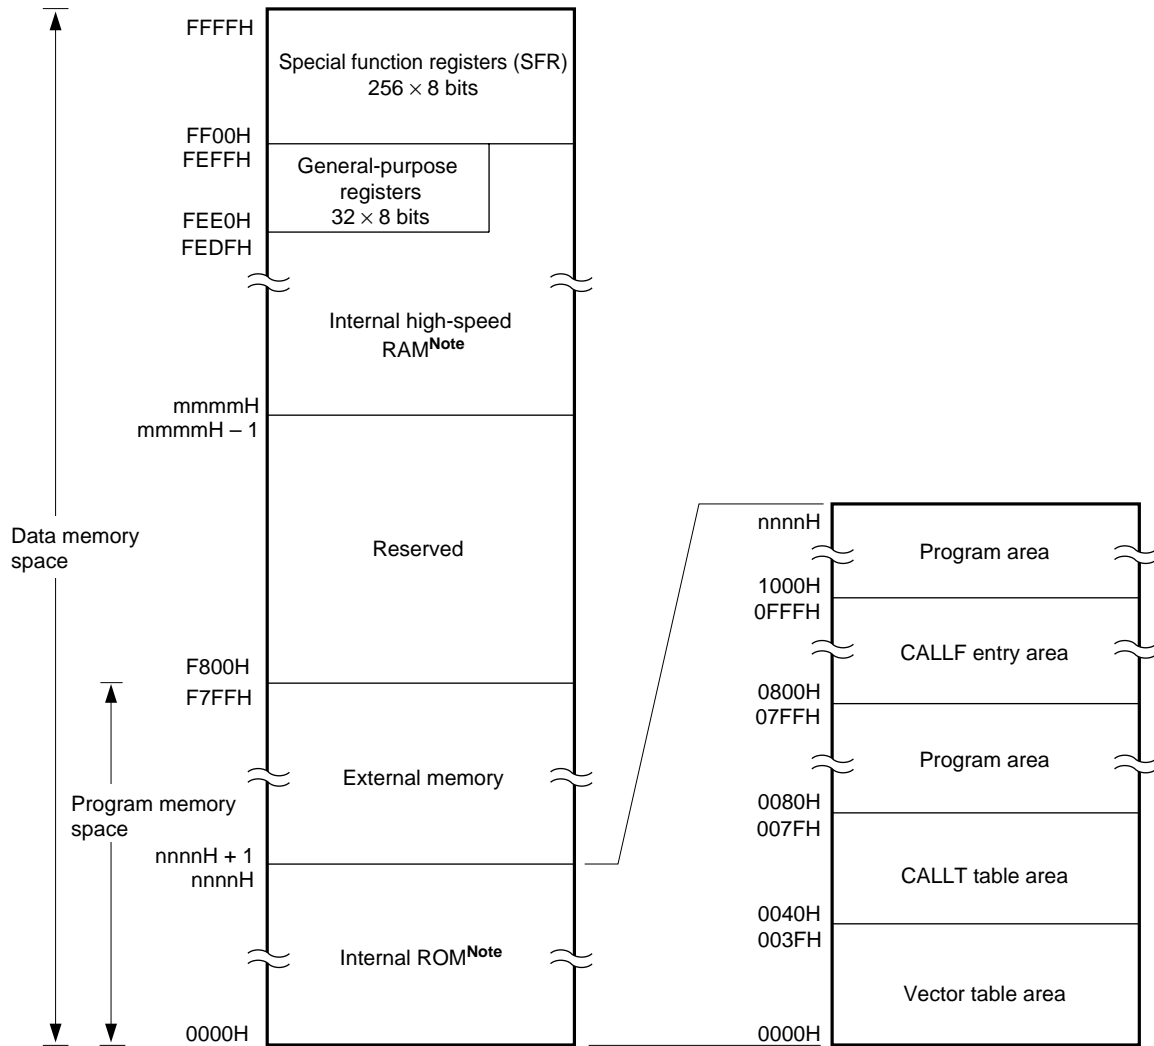 FFFFH
Special function registers (SFR)
256 × 8 bits
FF00H
FEFFH
General-purpose
registers
32 × 8 bits
FEE0H
FEDFH
Internal high-speed
RAMNote
mmmmH
mmmmH – 1
Data memory
space
Reserved
F800H
F7FFH
External memory
Program memory
space
nnnnH + 1
nnnnH
Internal ROMNote
0000H
nnnnH
Program area
1000H
0FFFH
CALLF entry area
0800H
07FFH
Program area
0080H
007FH
CALLT table area
0040H
003FH
Vector table area
0000H